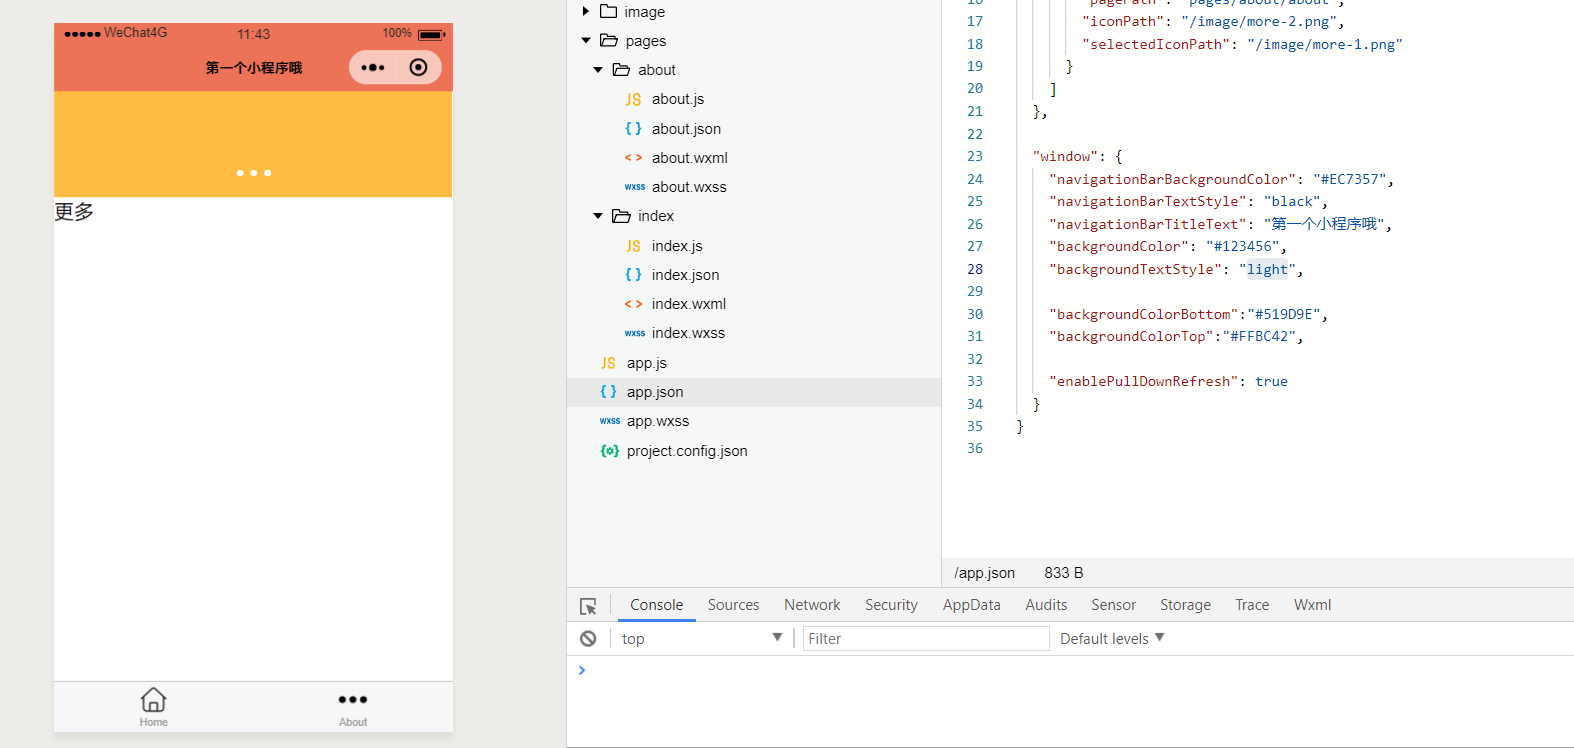 WeChat4G 11:43 100%
第一个小程序哦
更多
Home
About
image
pages
about
JS about.js
{ } about.json
< > about.wxml
wxss about.wxss
index
JS index.js
{ } index.json
< > index.wxml
wxss index.wxss
JS app.js
{ } app.json
wxss app.wxss
project.config.json
16 "pagePath": "pages/about/about",
17 "iconPath": "/image/more-2.png",
18 "selectedIconPath": "/image/more-1.png"
19 }
20 ]
21 },
22
23 "window": {
24 "navigationBarBackgroundColor": "#EC7357",
25 "navigationBarTextStyle": "black",
26 "navigationBarTitleText": "第一个小程序哦",
27 "backgroundColor": "#123456",
28 "backgroundTextStyle": "light",
29
30 "backgroundColorBottom":"#519D9E",
31 "backgroundColorTop":"#FFBC42",
32
33 "enablePullDownRefresh": true
34 }
35 }
36
/app.json 833 B
Console Sources Network Security AppData Audits Sensor Storage Trace Wxml
top Filter Default levels